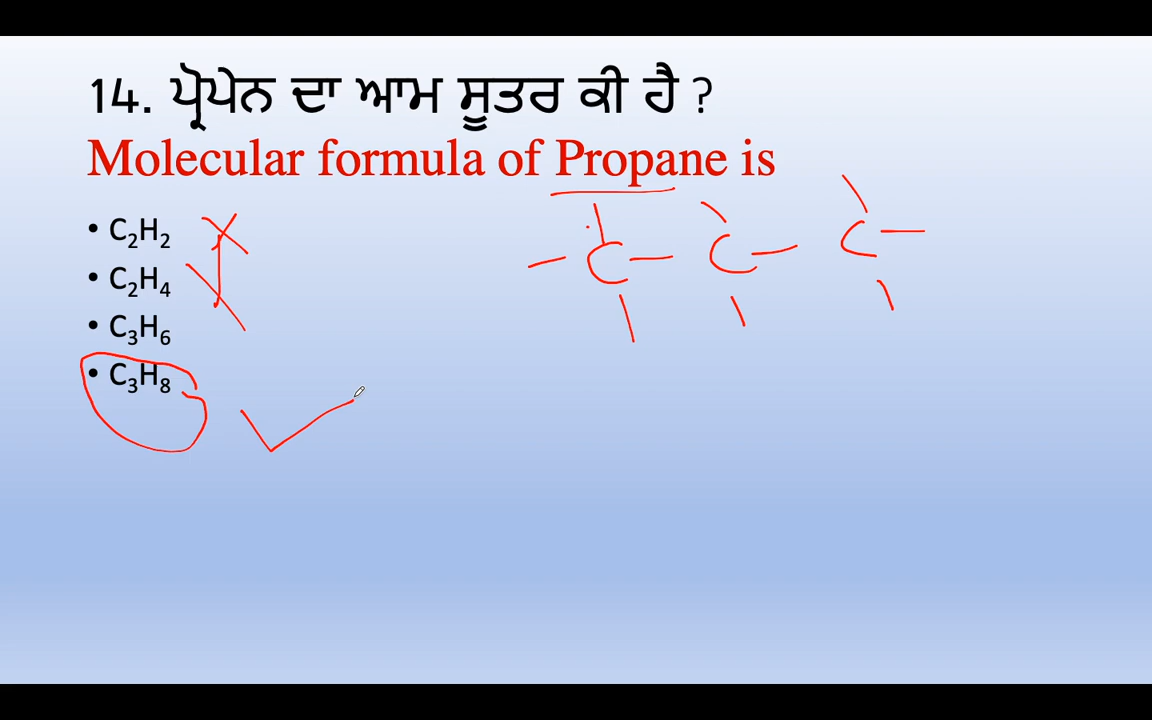 14. ਪ੍ਰੋਪੇਨ ਦਾ ਆਮ ਸੂਤਰ ਕੀ ਹੈ ?
Molecular formula of Propane is
• C₂H₂
• C₂H₄
• C₃H₆
• C₃H₈
C C C